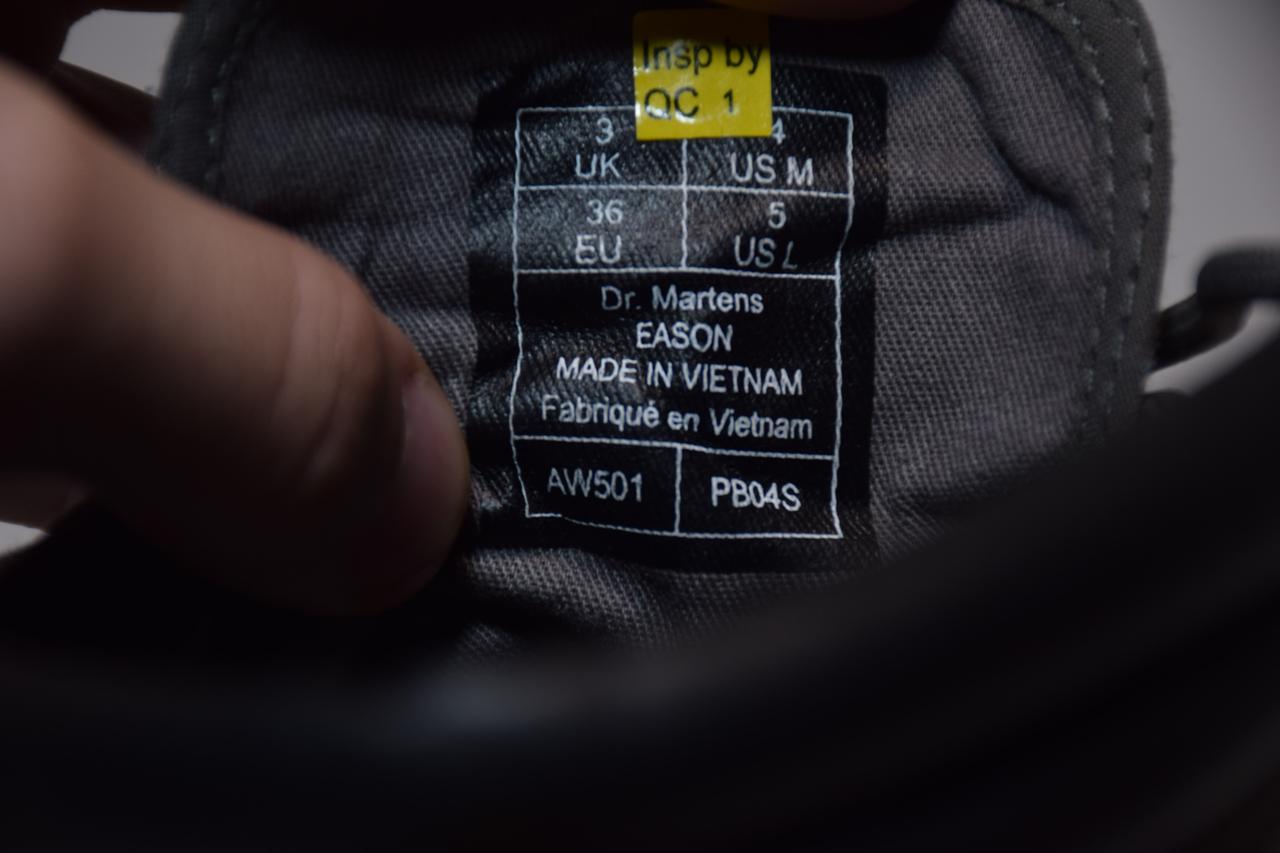 Insp by
QC 1
3 4
UK US M
36 5
EU US L
Dr. Martens
EASON
MADE IN VIETNAM
Fabriqué en Vietnam
AW501 PB04S